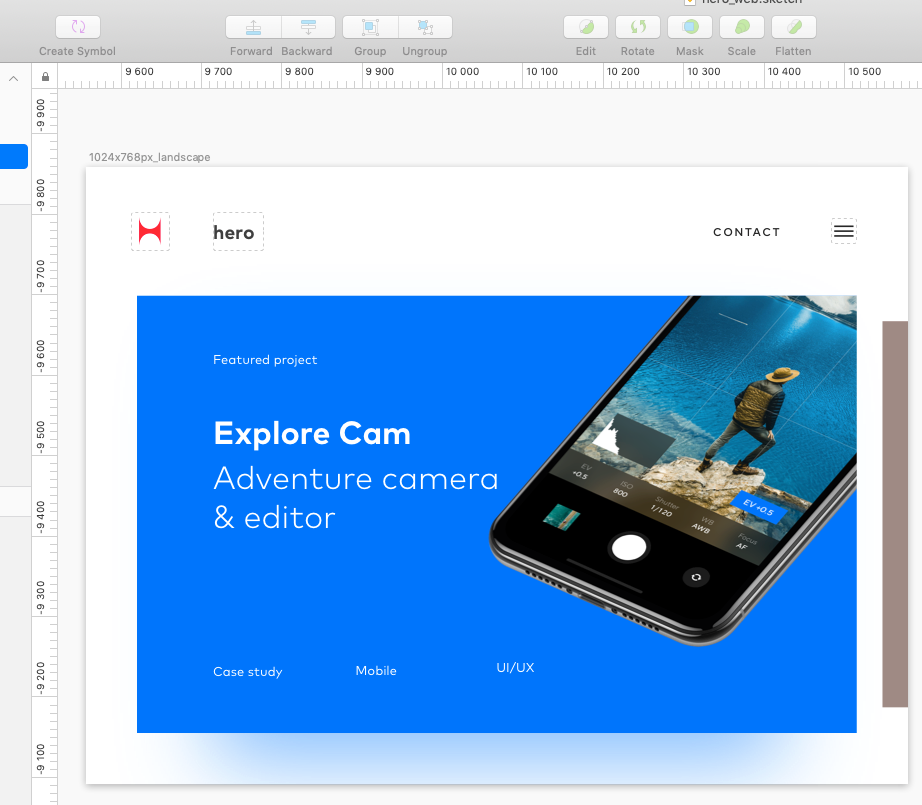 hero_web.sketch
Create Symbol
Forward
Backward
Group
Ungroup
Edit
Rotate
Mask
Scale
Flatten
9 600
9 700
9 800
9 900
10 000
10 100
10 200
10 300
10 400
10 500
-9 900
-9 800
-9 700
-9 600
-9 500
-9 400
-9 300
-9 200
-9 100
1024x768px_landscape
hero
CONTACT
Featured project
Explore Cam
Adventure camera
& editor
EV
+0.5
ISO
800
Shutter
1/120
WB
AWB
Focus
AF
EV +0.5
Case study
Mobile
UI/UX